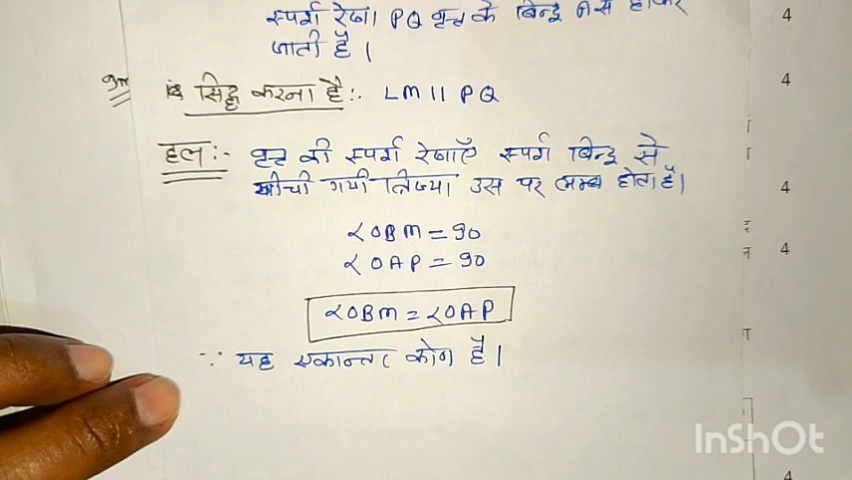 स्पर्श रेखा PQ वृत्त के बिन्दु A से होकर
जाती है।
सिद्ध करना है:- LM || PQ
हल:- वृत्त की स्पर्श रेखाएँ स्पर्श बिन्दु से
खींची गयी त्रिज्या उस पर लम्ब होता है।
∠OBM = 90
∠OAP = 90
∠OBM = ∠OAP
∵ यह एकान्तर कोण है।
4
4
4
4
4
InShOt